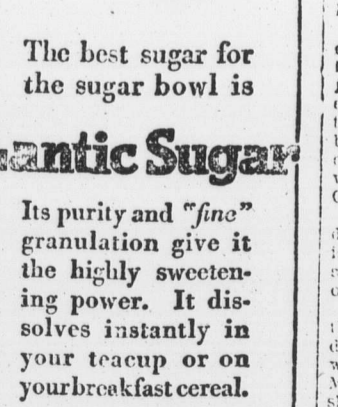 The best sugar for
the sugar bowl is
antic Sugar
Its purity and "fine"
granulation give it
the highly sweeten-
ing power. It dis-
solves instantly in
your teacup or on
your breakfast cereal.